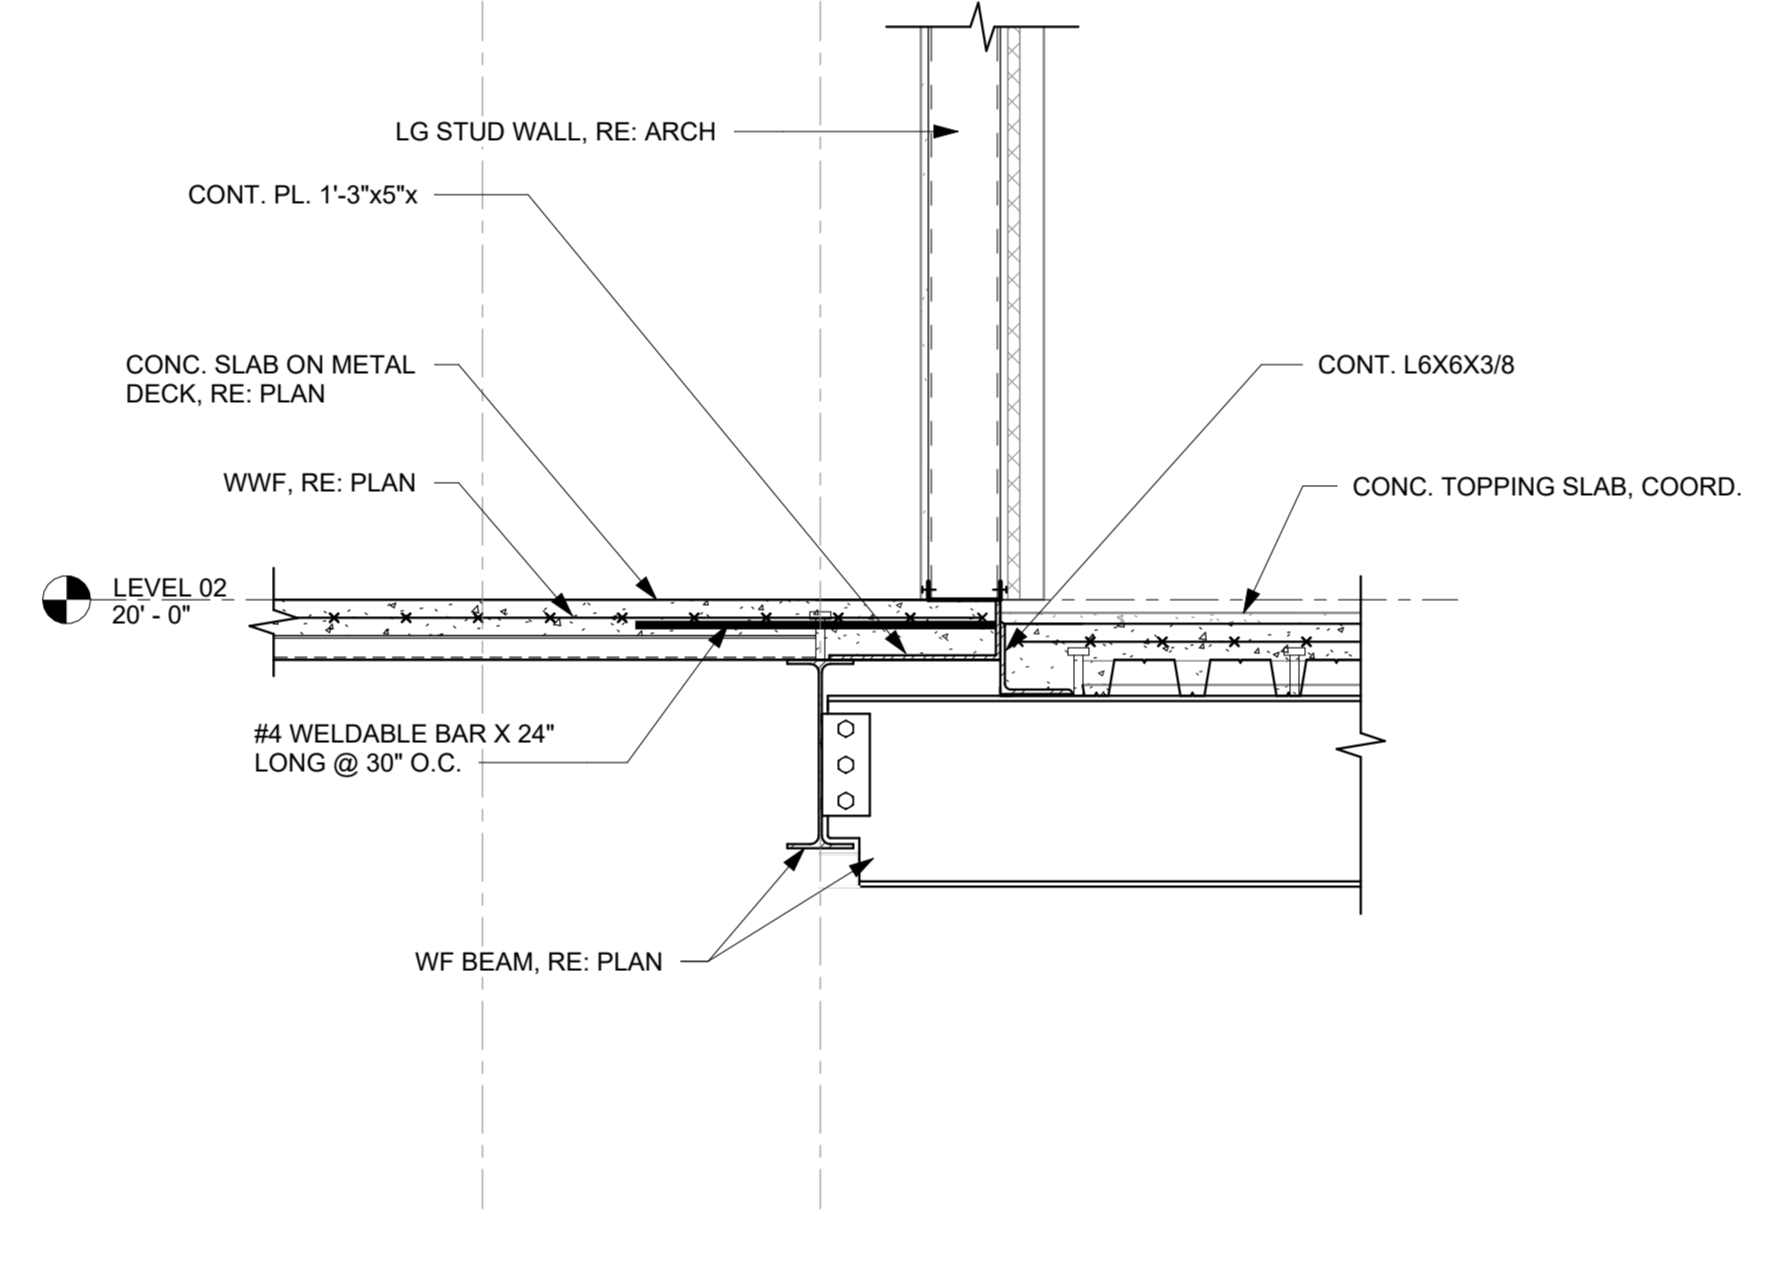 LG STUD WALL, RE: ARCH
CONT. PL. 1'-3"x5"x
CONC. SLAB ON METAL
DECK, RE: PLAN
CONT. L6X6X3/8
WWF, RE: PLAN
CONC. TOPPING SLAB, COORD.
LEVEL 02
20' - 0"
#4 WELDABLE BAR X 24"
LONG @ 30" O.C.
WF BEAM, RE: PLAN